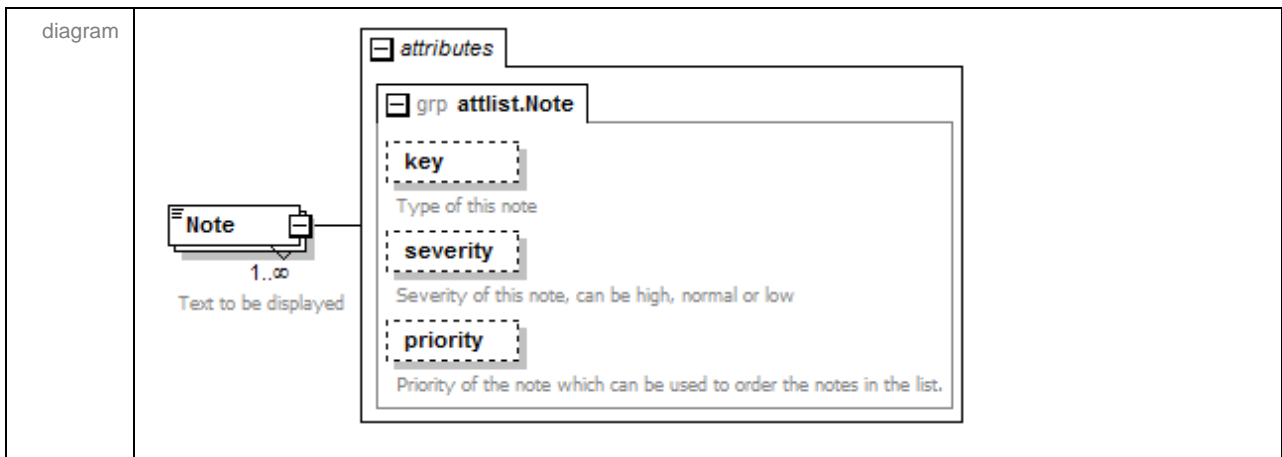 diagram
attributes
grp attlist.Note
key
Type of this note
Note
severity
1..∞
Text to be displayed
Severity of this note, can be high, normal or low
priority
Priority of the note which can be used to order the notes in the list.